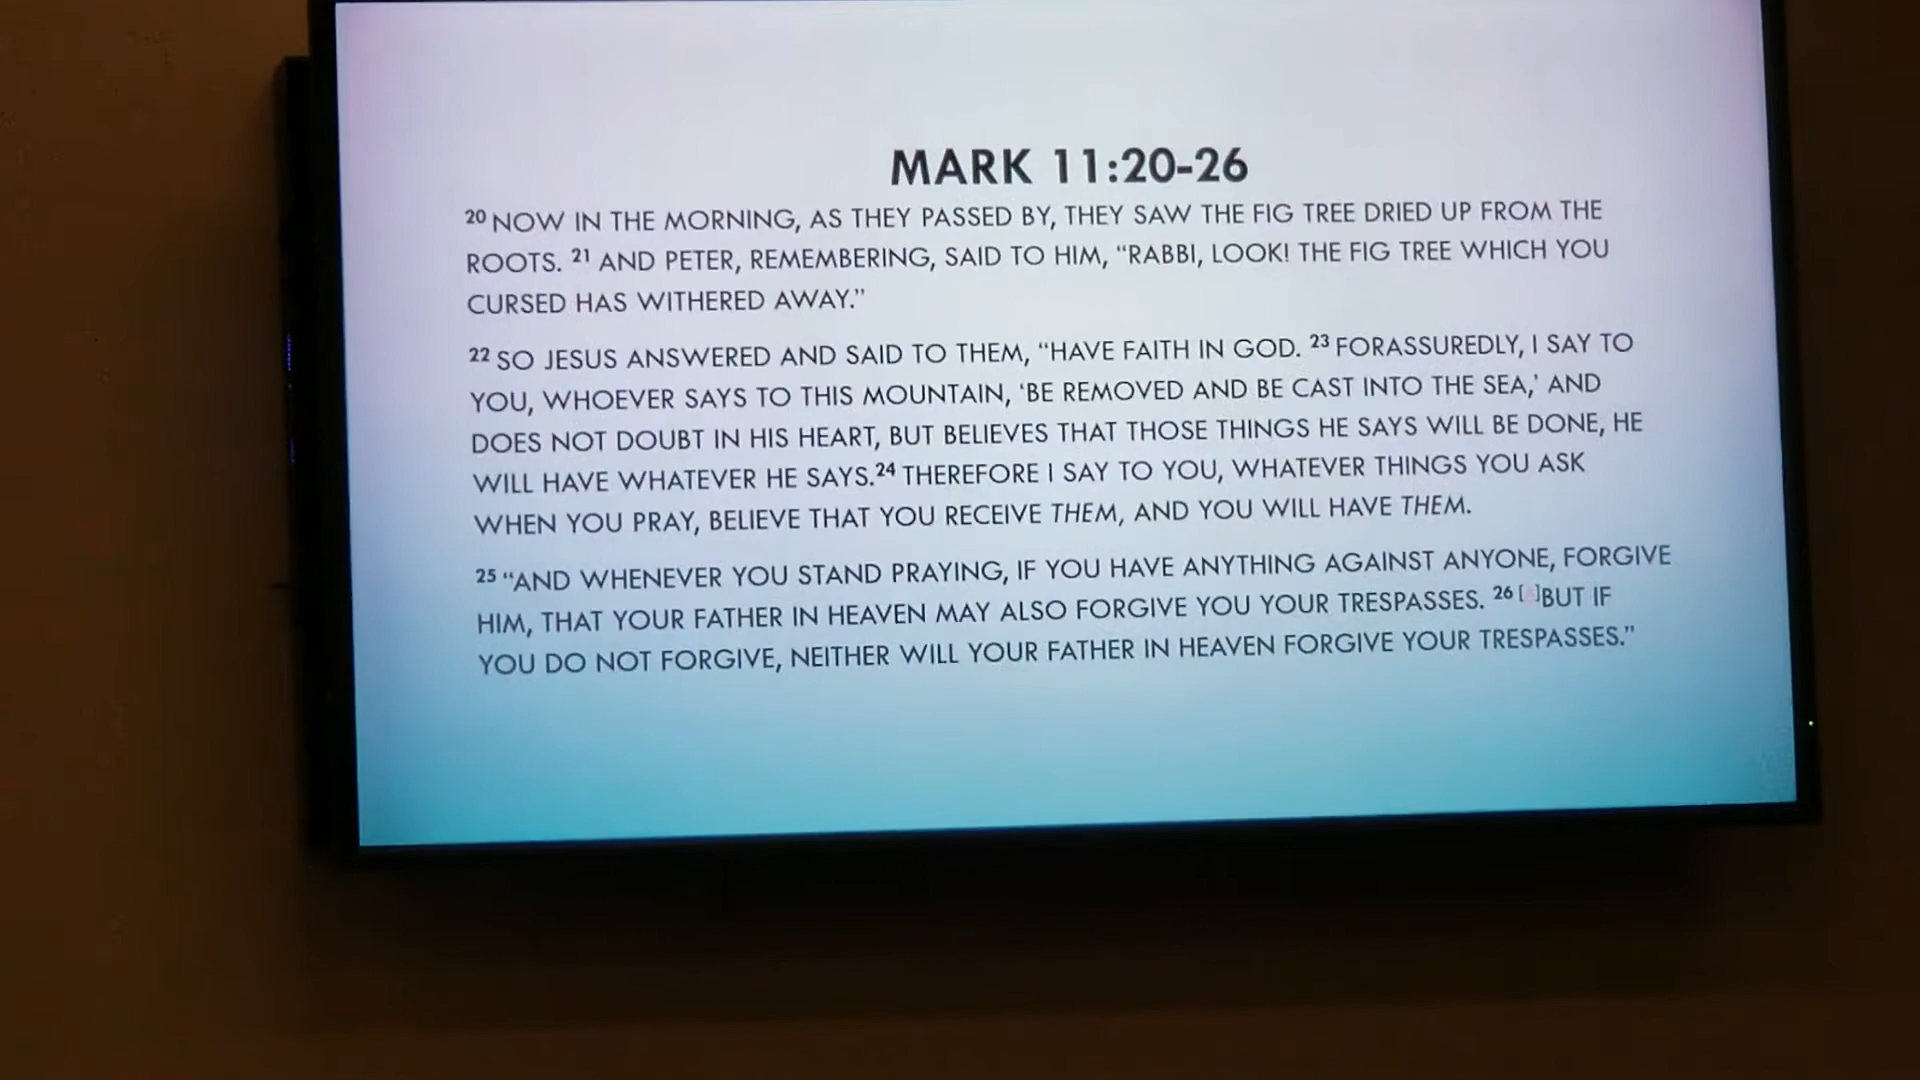 MARK 11:20-26
20 NOW IN THE MORNING, AS THEY PASSED BY, THEY SAW THE FIG TREE DRIED UP FROM THE
ROOTS. 21 AND PETER, REMEMBERING, SAID TO HIM, “RABBI, LOOK! THE FIG TREE WHICH YOU
CURSED HAS WITHERED AWAY.”
22 SO JESUS ANSWERED AND SAID TO THEM, “HAVE FAITH IN GOD. 23 FORASSUREDLY, I SAY TO
YOU, WHOEVER SAYS TO THIS MOUNTAIN, ‘BE REMOVED AND BE CAST INTO THE SEA,’ AND
DOES NOT DOUBT IN HIS HEART, BUT BELIEVES THAT THOSE THINGS HE SAYS WILL BE DONE, HE
WILL HAVE WHATEVER HE SAYS.24 THEREFORE I SAY TO YOU, WHATEVER THINGS YOU ASK
WHEN YOU PRAY, BELIEVE THAT YOU RECEIVE THEM, AND YOU WILL HAVE THEM.
25 “AND WHENEVER YOU STAND PRAYING, IF YOU HAVE ANYTHING AGAINST ANYONE, FORGIVE
HIM, THAT YOUR FATHER IN HEAVEN MAY ALSO FORGIVE YOU YOUR TRESPASSES. 26 []BUT IF
YOU DO NOT FORGIVE, NEITHER WILL YOUR FATHER IN HEAVEN FORGIVE YOUR TRESPASSES.”